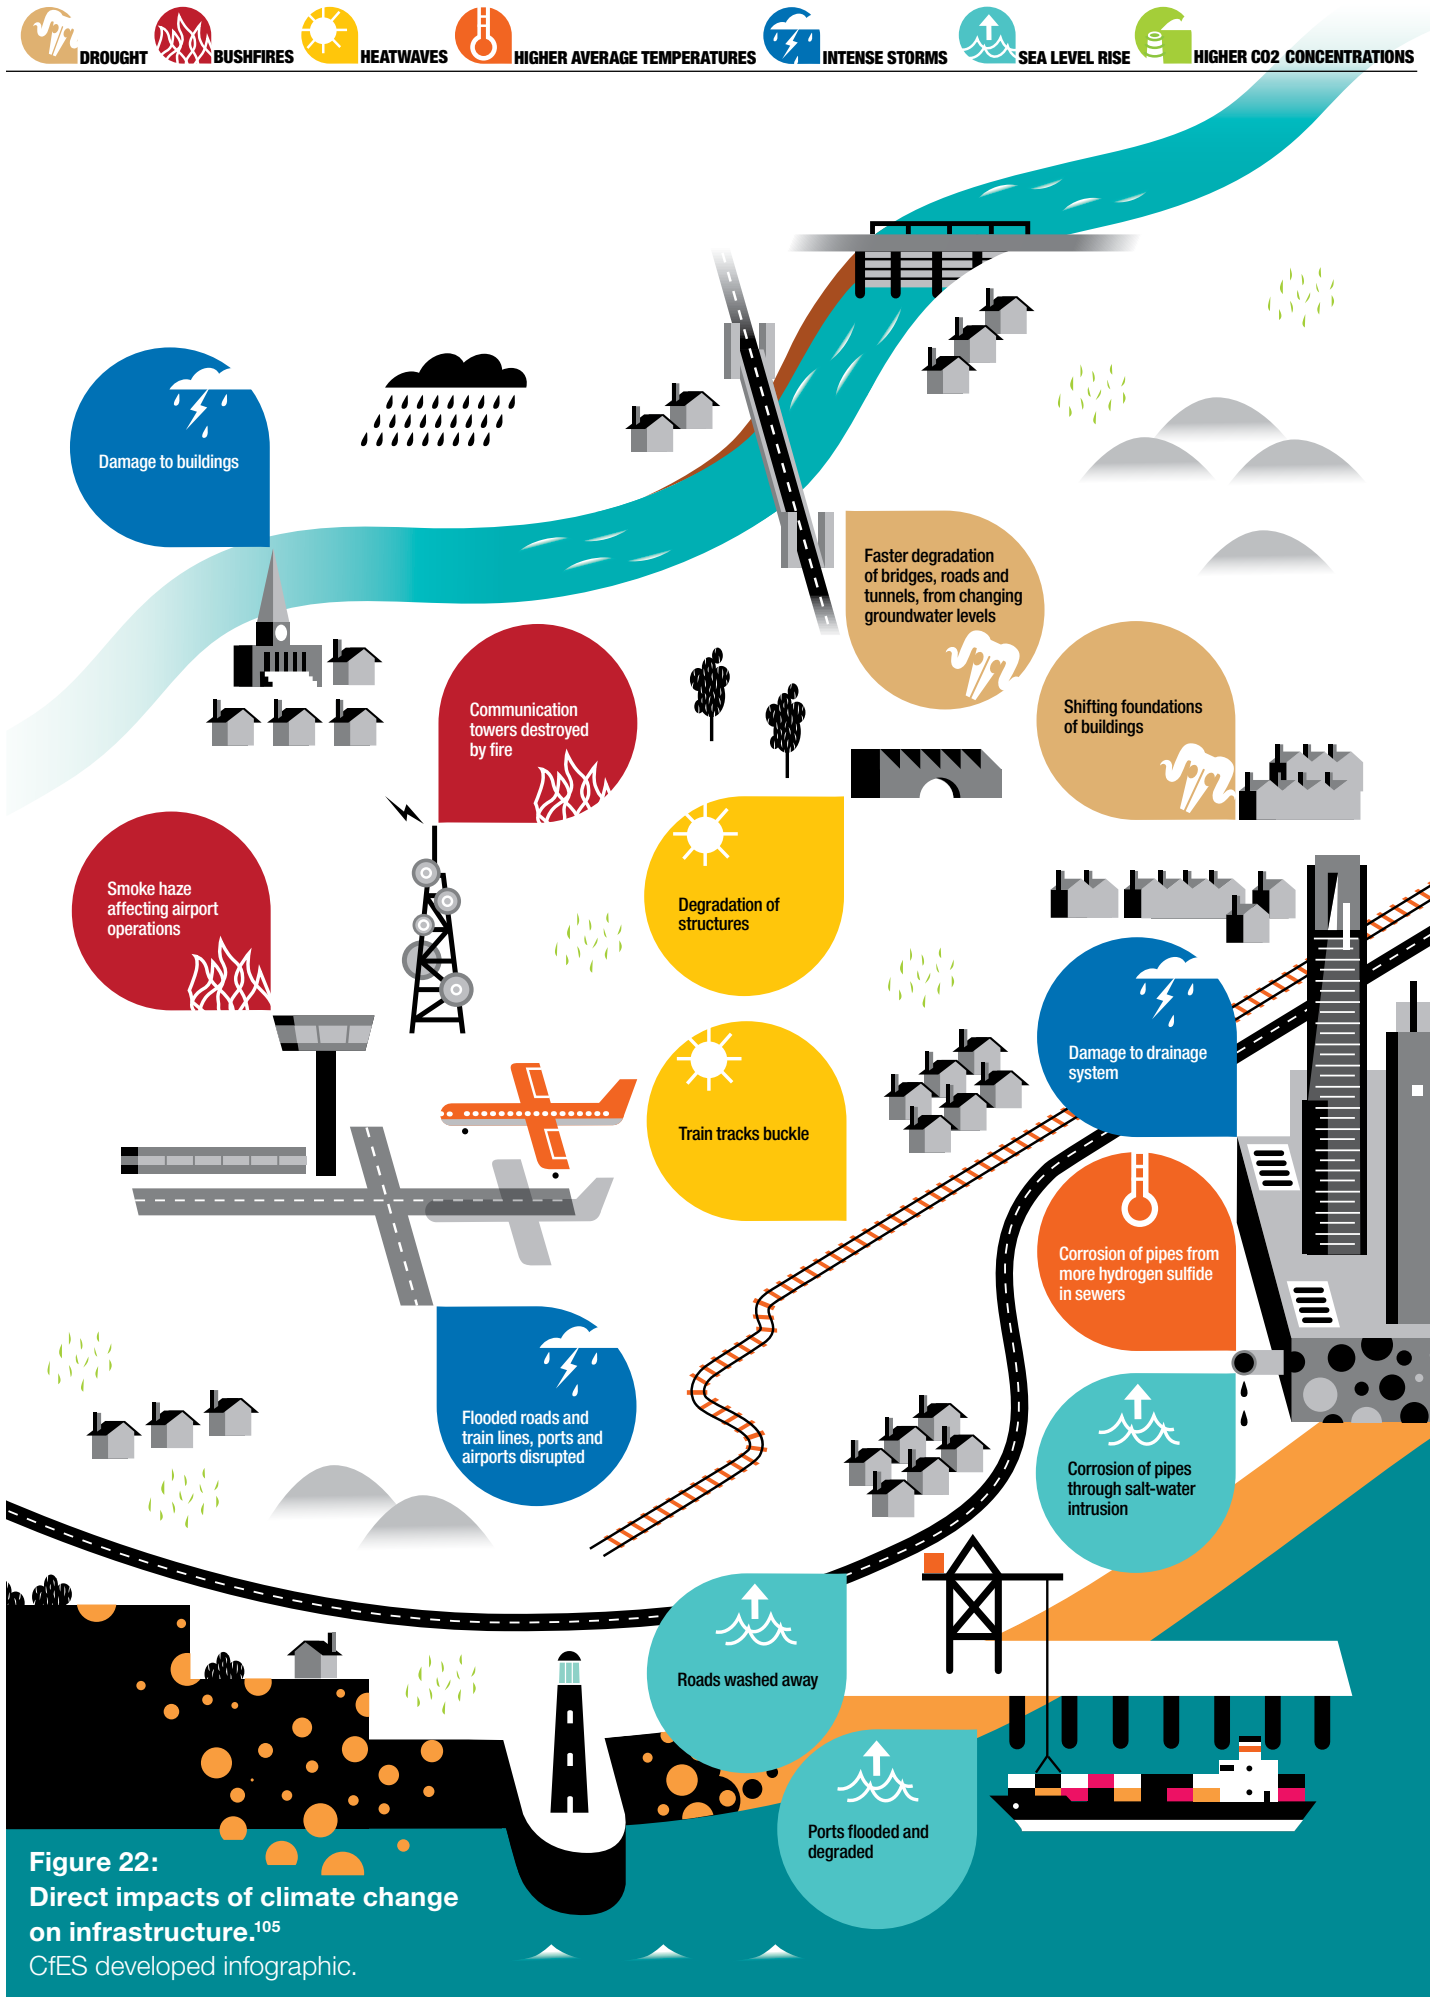 DROUGHT
BUSHFIRES
HEATWAVES
HIGHER AVERAGE TEMPERATURES
INTENSE STORMS
SEA LEVEL RISE
HIGHER CO2 CONCENTRATIONS
Damage to buildings
Faster degradation
of bridges, roads and
tunnels, from changing
groundwater levels
Communication
towers destroyed
by fire
Shifting foundations
of buildings
Smoke haze
affecting airport
operations
Degradation of
structures
Damage to drainage
system
Train tracks buckle
Corrosion of pipes from
more hydrogen sulfide
in sewers
Flooded roads and
train lines, ports and
airports disrupted
Corrosion of pipes
through salt-water
intrusion
Roads washed away
Ports flooded and
degraded
Figure 22:
Direct impacts of climate change
on infrastructure.105
CfES developed infographic.